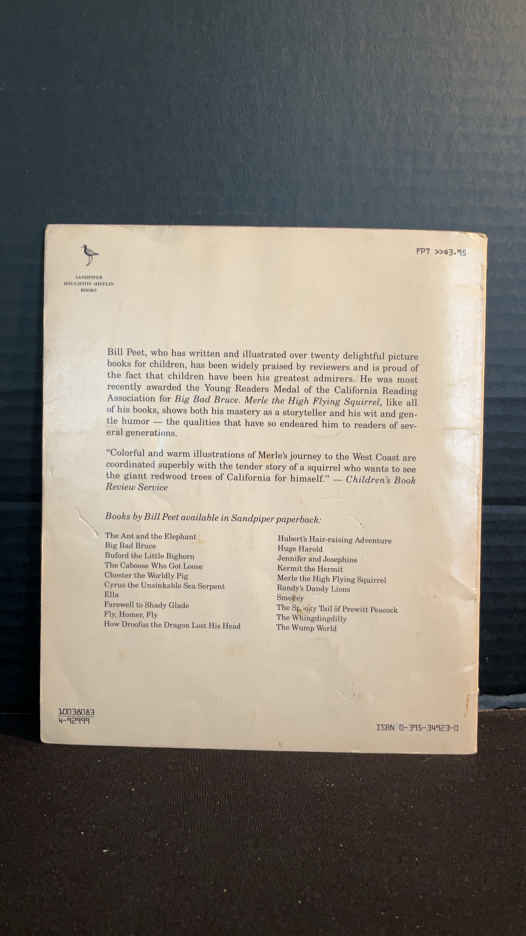 SANDPIPER
HOUGHTON MIFFLIN
BOOKS
FPT >>$3.95
Bill Peet, who has written and illustrated over twenty delightful picture
books for children, has been widely praised by reviewers and is proud of
the fact that children have been his greatest admirers. He was most
recently awarded the Young Readers Medal of the California Reading
Association for Big Bad Bruce. Merle the High Flying Squirrel, like all
of his books, shows both his mastery as a storyteller and his wit and gen-
tle humor — the qualities that have so endeared him to readers of sev-
eral generations.
"Colorful and warm illustrations of Merle's journey to the West Coast are
coordinated superbly with the tender story of a squirrel who wants to see
the giant redwood trees of California for himself." — Children's Book
Review Service
Books by Bill Peet available in Sandpiper paperback:
The Ant and the Elephant
Big Bad Bruce
Buford the Little Bighorn
The Caboose Who Got Loose
Chester the Worldly Pig
Cyrus the Unsinkable Sea Serpent
Ella
Farewell to Shady Glade
Fly, Homer, Fly
How Droofus the Dragon Lost His Head
Hubert's Hair-raising Adventure
Huge Harold
Jennifer and Josephine
Kermit the Hermit
Merle the High Flying Squirrel
Randy's Dandy Lions
Smokey
The Spooky Tail of Prewitt Peacock
The Whingdingdilly
The Wump World
10038083
4-92999
ISBN 0-395-34923-0